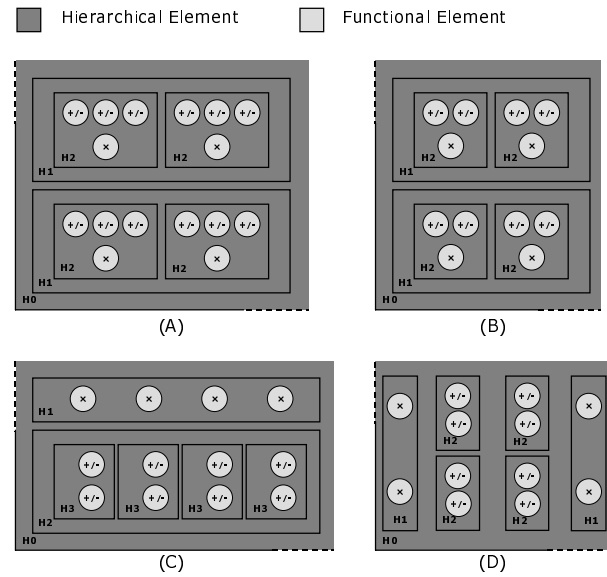 Hierarchical Element Functional Element
+/- +/- +/- +/- +/- +/- +/- +/- +/- +/-
× × × ×
H2 H2 H2 H2
H1 H1
+/- +/- +/- +/- +/- +/- +/- +/- +/- +/-
× × × ×
H2 H2 H2 H2
H1 H1
H0 H0
(A) (B)
× × × × × +/- +/- ×
H1 +/- +/-
H2 H2
+/- +/- +/- +/- +/- +/-
+/- +/- +/- +/- × +/- +/- ×
H3 H3 H3 H3 H1 H2 H2 H1
H2
H0 H0
(C) (D)